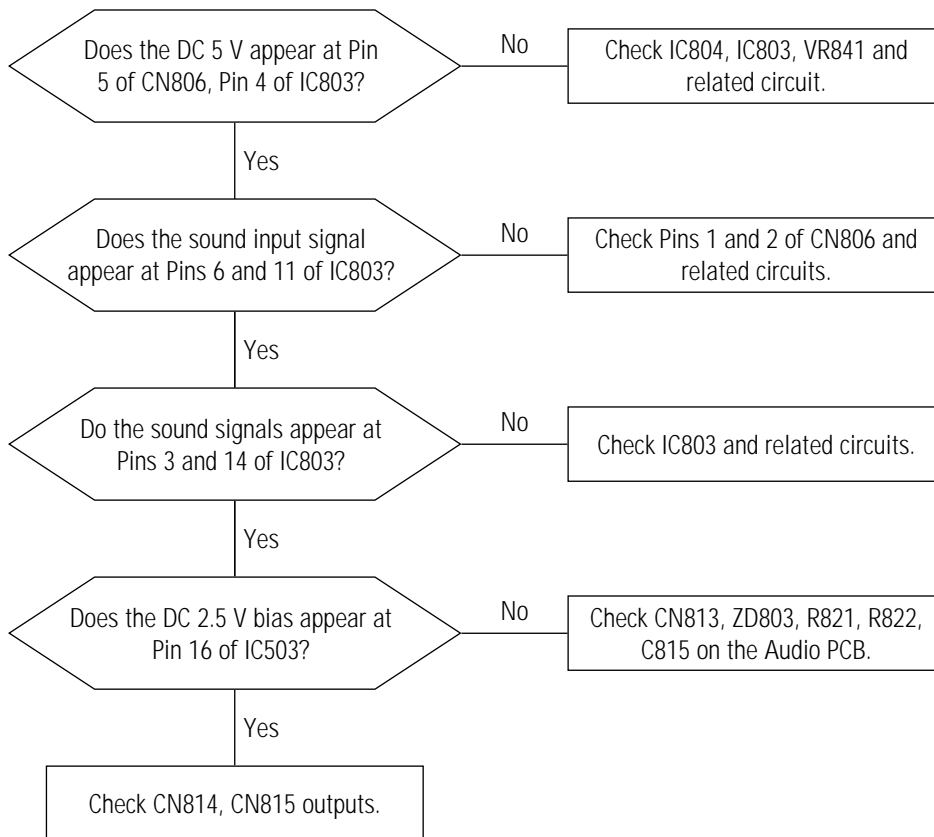 Does the DC 5 V appear at Pin
5 of CN806, Pin 4 of IC803?
No
Check IC804, IC803, VR841 and
related circuit.
Yes
Does the sound input signal
appear at Pins 6 and 11 of IC803?
No
Check Pins 1 and 2 of CN806 and
related circuits.
Yes
Do the sound signals appear at
Pins 3 and 14 of IC803?
No
Check IC803 and related circuits.
Yes
Does the DC 2.5 V bias appear at
Pin 16 of IC503?
No
Check CN813, ZD803, R821, R822,
C815 on the Audio PCB.
Yes
Check CN814, CN815 outputs.